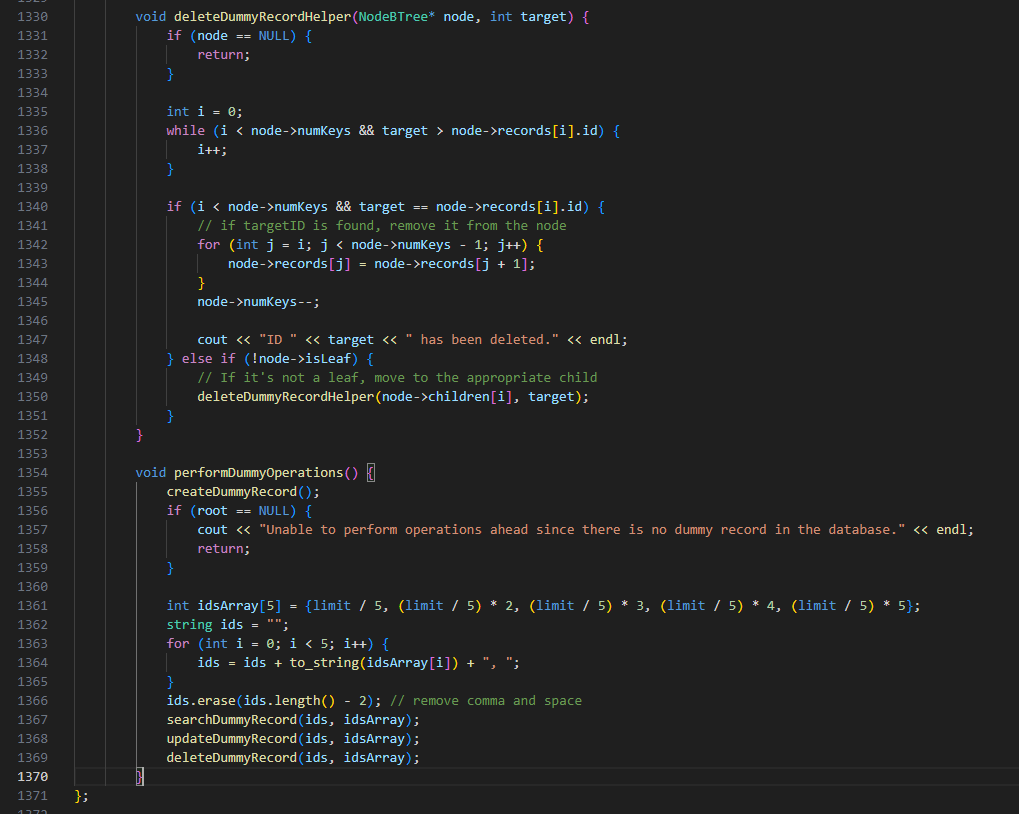 1330 void deleteDummyRecordHelper(NodeBTree* node, int target) {
1331 if (node == NULL) {
1332 return;
1333 }
1334
1335 int i = 0;
1336 while (i < node->numKeys && target > node->records[i].id) {
1337 i++;
1338 }
1339
1340 if (i < node->numKeys && target == node->records[i].id) {
1341 // if targetID is found, remove it from the node
1342 for (int j = i; j < node->numKeys - 1; j++) {
1343 node->records[j] = node->records[j + 1];
1344 }
1345 node->numKeys--;
1346
1347 cout << "ID " << target << " has been deleted." << endl;
1348 } else if (!node->isLeaf) {
1349 // If it's not a leaf, move to the appropriate child
1350 deleteDummyRecordHelper(node->children[i], target);
1351 }
1352 }
1353
1354 void performDummyOperations() {
1355 createDummyRecord();
1356 if (root == NULL) {
1357 cout << "Unable to perform operations ahead since there is no dummy record in the database." << endl;
1358 return;
1359 }
1360
1361 int idsArray[5] = {limit / 5, (limit / 5) * 2, (limit / 5) * 3, (limit / 5) * 4, (limit / 5) * 5};
1362 string ids = "";
1363 for (int i = 0; i < 5; i++) {
1364 ids = ids + to_string(idsArray[i]) + ", ";
1365 }
1366 ids.erase(ids.length() - 2); // remove comma and space
1367 searchDummyRecord(ids, idsArray);
1368 updateDummyRecord(ids, idsArray);
1369 deleteDummyRecord(ids, idsArray);
1370 }
1371 };